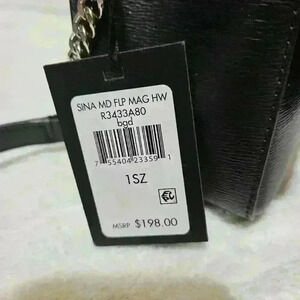 SINA MD FLP MAG HW
R3433A80
bgd
7 55404 23359 1
1SZ
MSRP $198.00